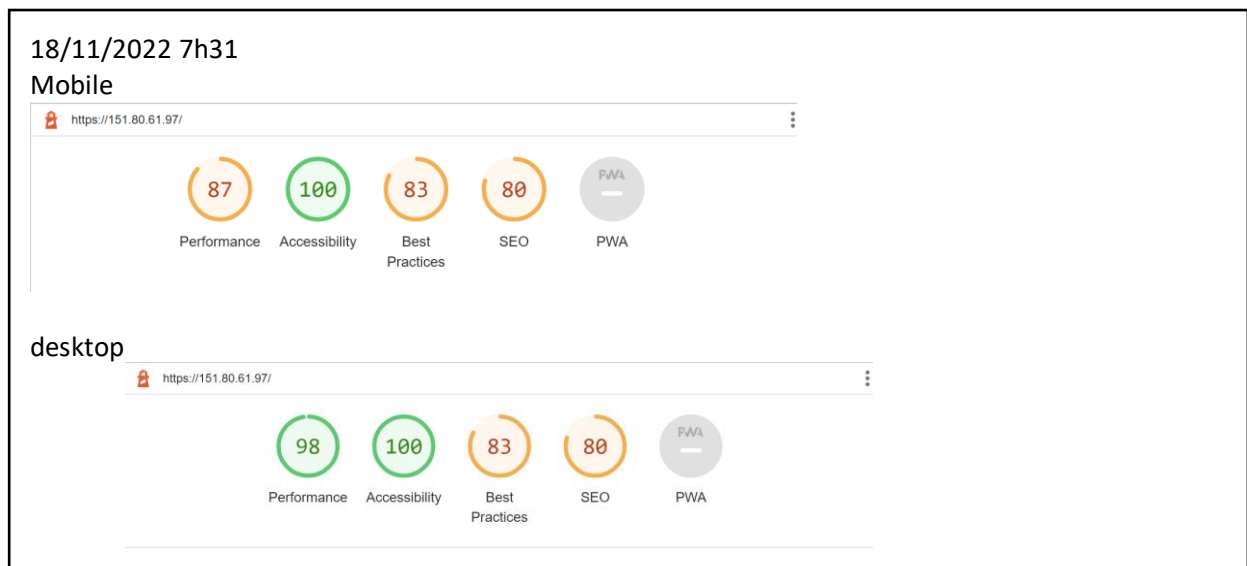 18/11/2022 7h31
Mobile
https://151.80.61.97/
87 100 83 80 PWA
Performance Accessibility Best SEO PWA
Practices
desktop
https://151.80.61.97/
98 100 83 80 PWA
Performance Accessibility Best SEO PWA
Practices